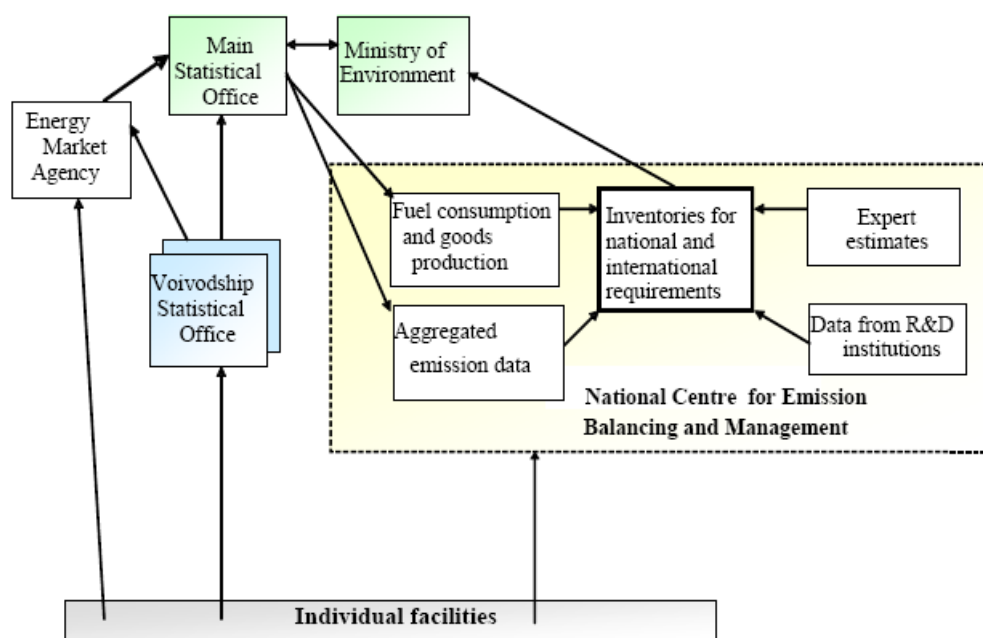 Main
Statistical
Office
Ministry of
Environment
Energy
Market
Agency
Fuel consumption
and goods
production
Inventories for
national and
international
requirements
Expert
estimates
Voivodship
Statistical
Office
Aggregated
emission data
Data from R&D
institutions
National Centre for Emission
Balancing and Management
Individual facilities